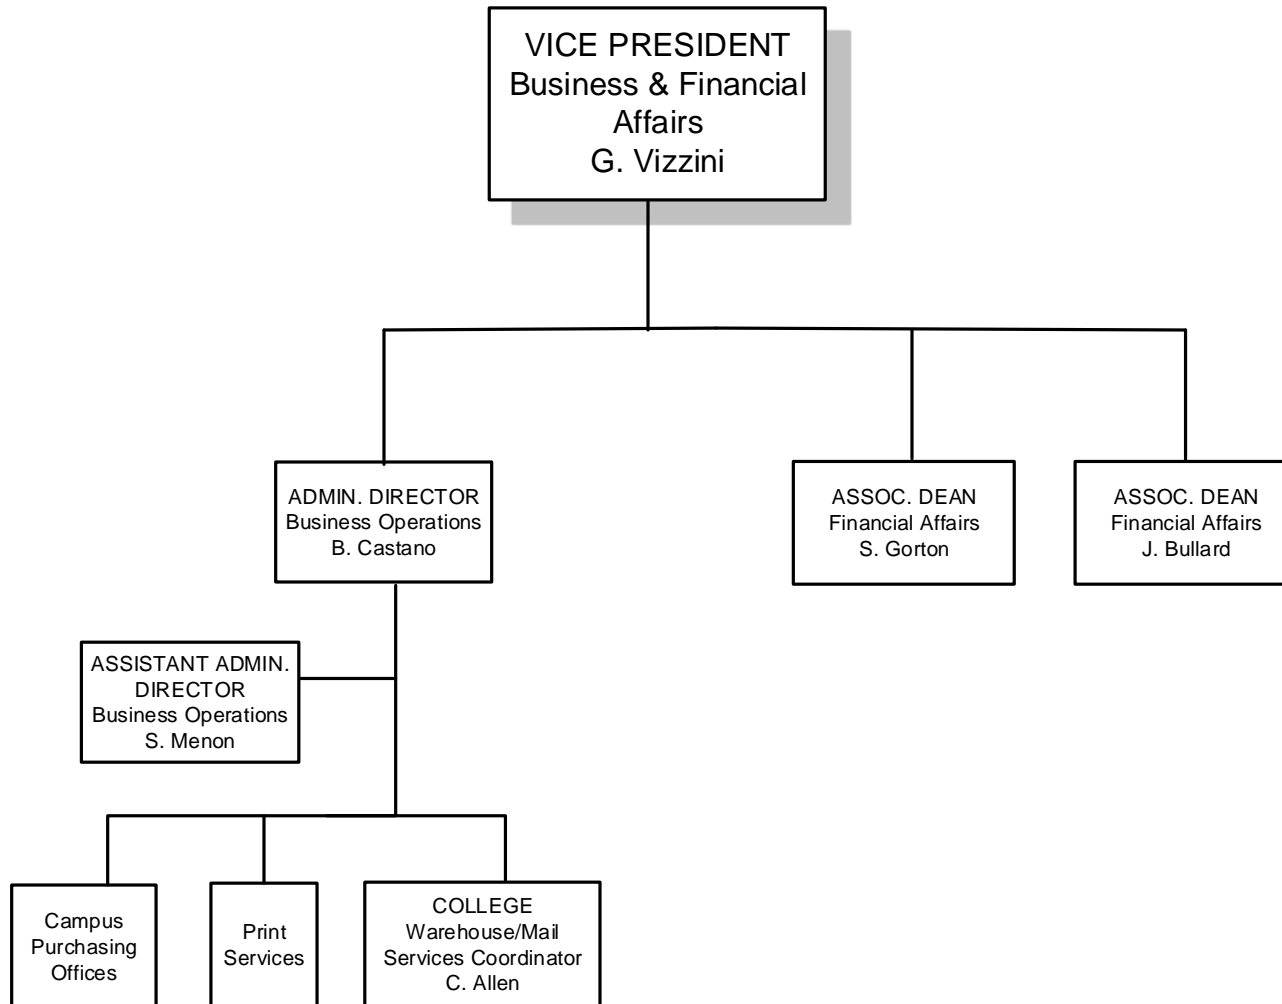 VICE PRESIDENT
Business & Financial
Affairs
G. Vizzini
ADMIN. DIRECTOR
Business Operations
B. Castano
ASSOC. DEAN
Financial Affairs
S. Gorton
ASSOC. DEAN
Financial Affairs
J. Bullard
ASSISTANT ADMIN.
DIRECTOR
Business Operations
S. Menon
Campus
Purchasing
Offices
Print
Services
COLLEGE
Warehouse/Mail
Services Coordinator
C. Allen